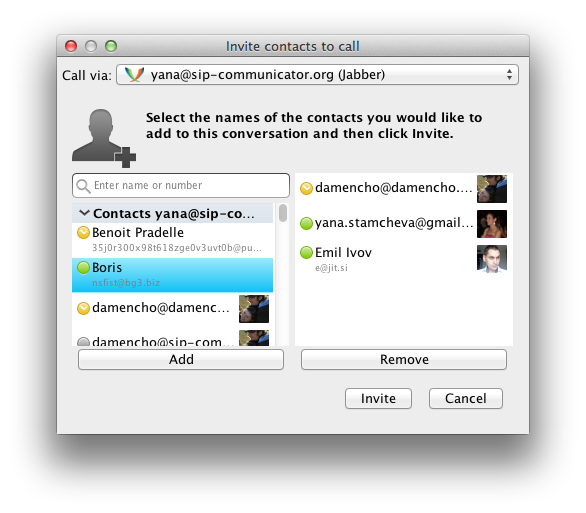 Invite contacts to call
Call via: yana@sip-communicator.org (Jabber)
Select the names of the contacts you would like to
add to this conversation and then click Invite.
Enter name or number
Contacts yana@sip-co...
Benoit Pradelle
35j0r300x98t618zge0v3uvt0b@pu...
Boris
nsfist@bg3.biz
damencho@damenc...
damencho@sip-com...
Add
damencho@damencho....
yana.stamcheva@gmail...
Emil Ivov
e@jit.si
Remove
Invite
Cancel